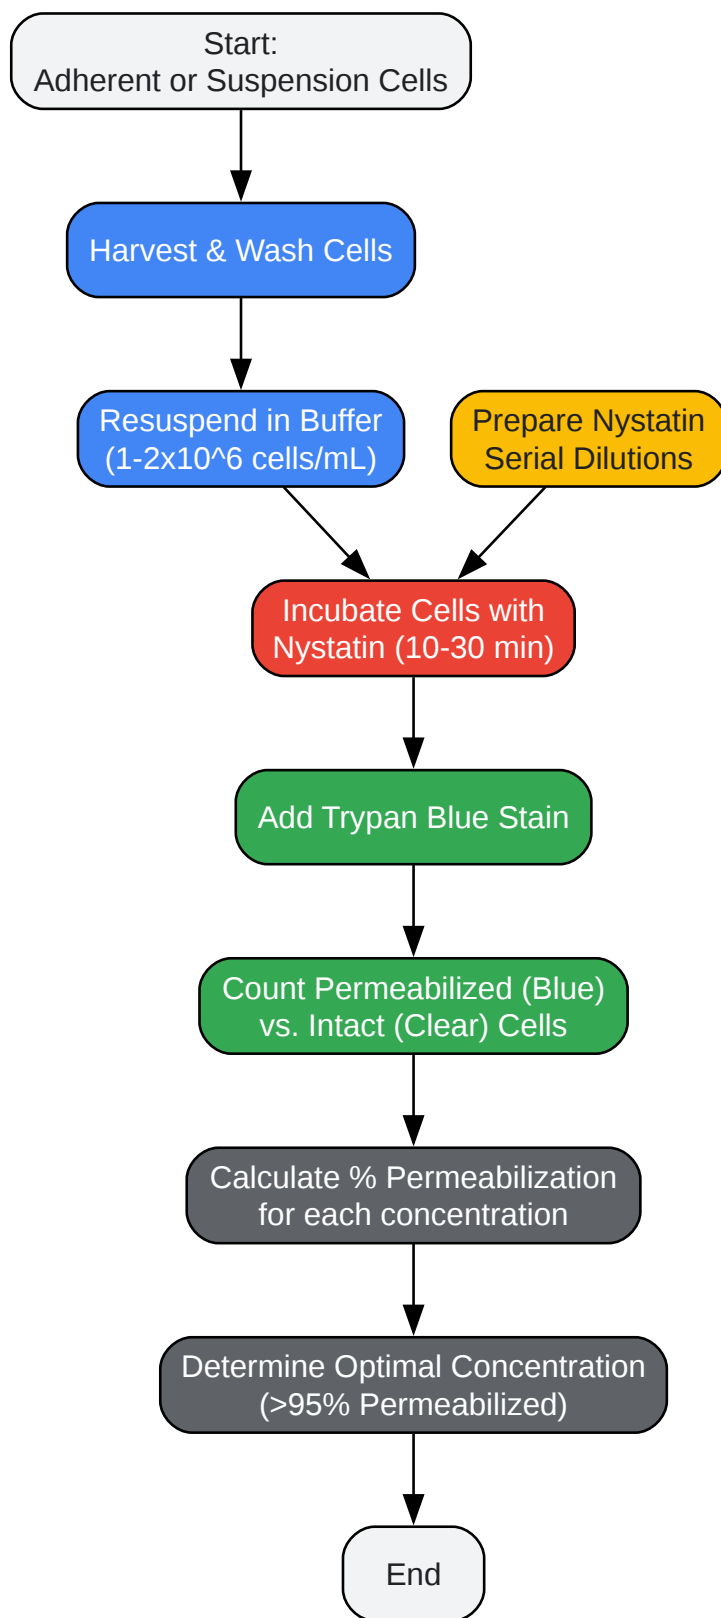 Start:
Adherent or Suspension Cells
Harvest & Wash Cells
Resuspend in Buffer
(1-2x10^6 cells/mL)
Prepare Nystatin
Serial Dilutions
Incubate Cells with
Nystatin (10-30 min)
Add Trypan Blue Stain
Count Permeabilized (Blue)
vs. Intact (Clear) Cells
Calculate % Permeabilization
for each concentration
Determine Optimal Concentration
(>95% Permeabilized)
End